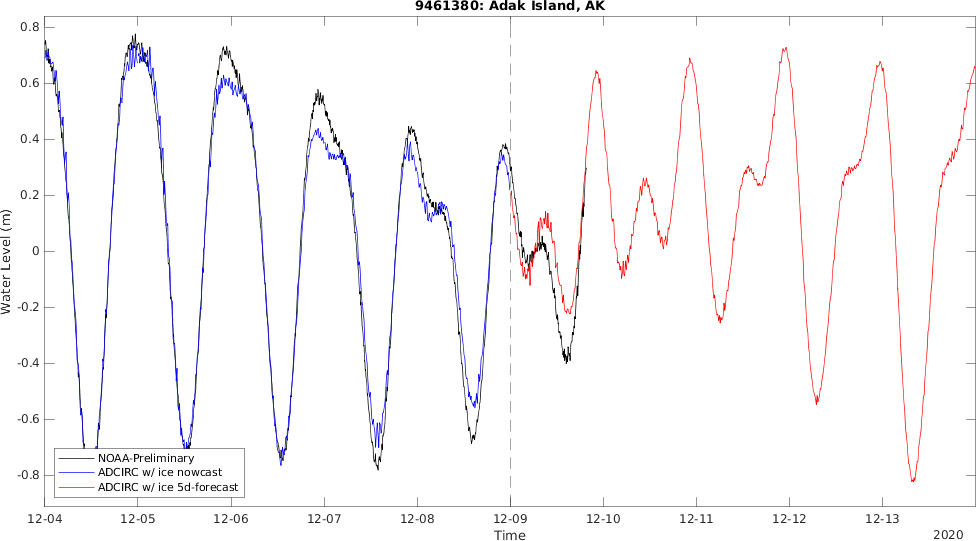 9461380: Adak Island, AK
0.8
0.6
0.4
0.2
0
-0.2
-0.4
-0.6
-0.8
Water Level (m)
NOAA-Preliminary
ADCIRC w/ ice nowcast
ADCIRC w/ ice 5d-forecast
12-04 12-05 12-06 12-07 12-08 12-09 12-10 12-11 12-12 12-13
Time
2020